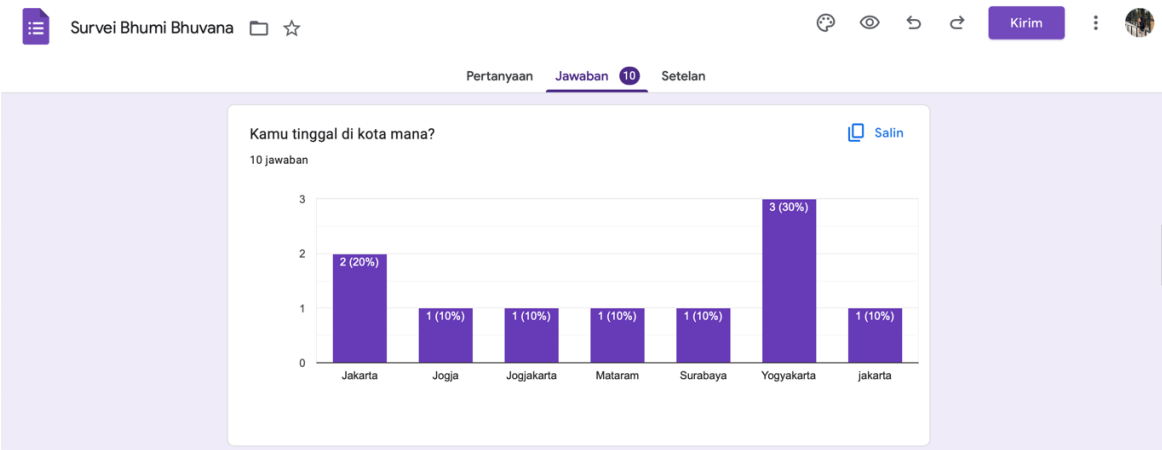 Survei Bhumi Bhuvana
Kirim
Pertanyaan Jawaban 10 Setelan
Kamu tinggal di kota mana?
Salin
10 jawaban
3
2
1
0
2 (20%)
1 (10%)
1 (10%)
1 (10%)
1 (10%)
3 (30%)
1 (10%)
Jakarta Jogja Jogjakarta Mataram Surabaya Yogyakarta jakarta